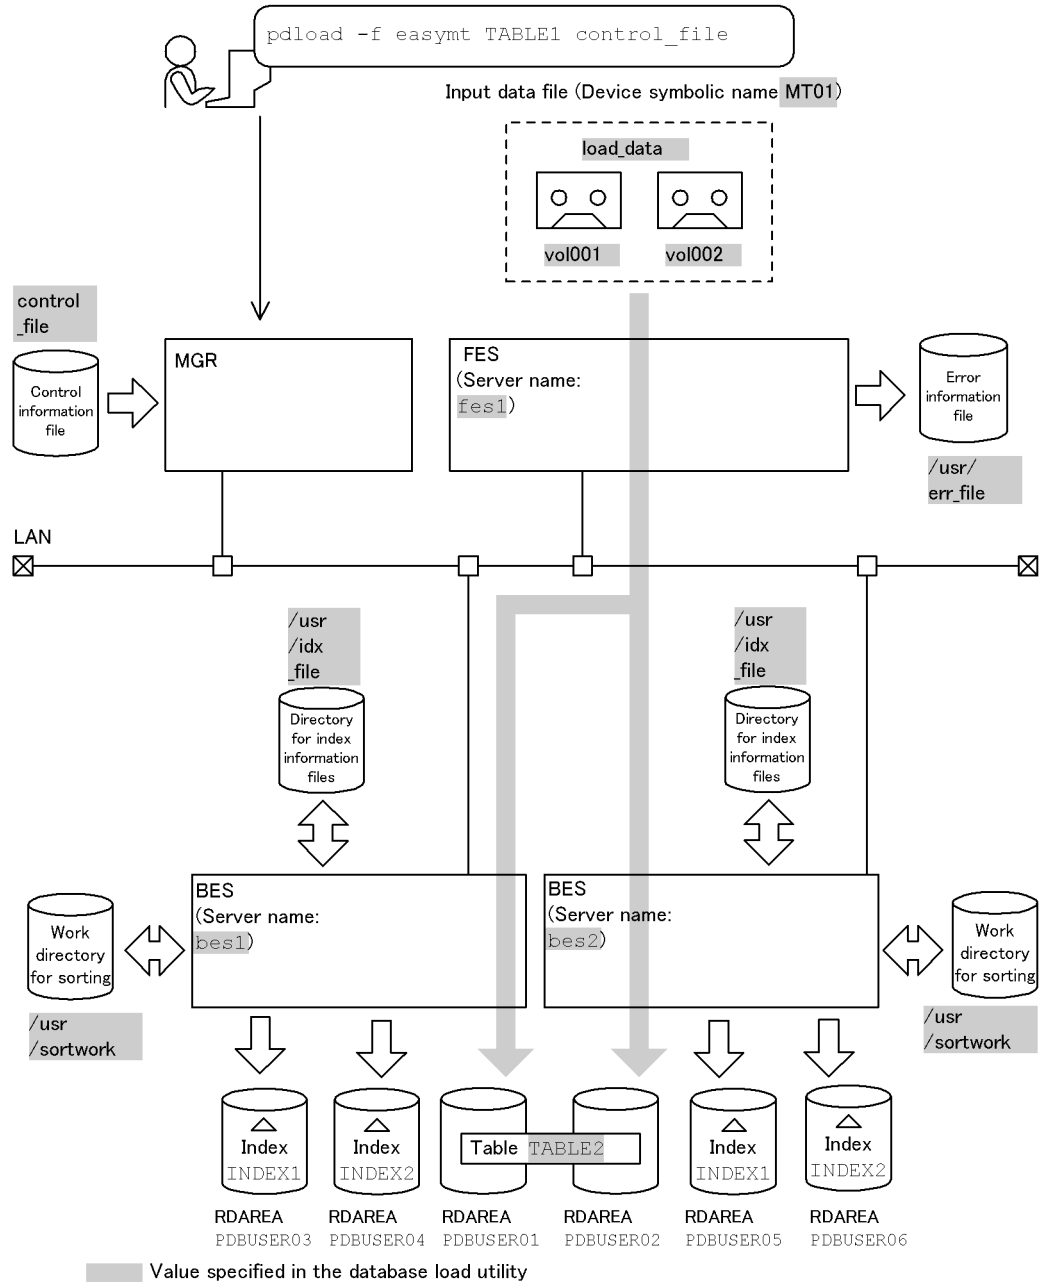 pdload -f easymt TABLE1 control_file
Input data file (Device symbolic name MT01)
load_data
vol001
vol002
control
_file
Control
information
file
MGR
FES
(Server name:
fes1)
Error
information
file
/usr/
err_file
LAN
/usr
/idx
_file
Directory
for index
information
files
/usr
/idx
_file
Directory
for index
information
files
Work
directory
for sorting
/usr
/sortwork
BES
(Server name:
bes1)
BES
(Server name:
bes2)
Work
directory
for sorting
/usr
/sortwork
Index
INDEX1
Index
INDEX2
Table TABLE2
Index
INDEX1
Index
INDEX2
RDAREA
PDBUSER03
RDAREA
PDBUSER04
RDAREA
PDBUSER01
RDAREA
PDBUSER02
RDAREA
PDBUSER05
RDAREA
PDBUSER06
Value specified in the database load utility